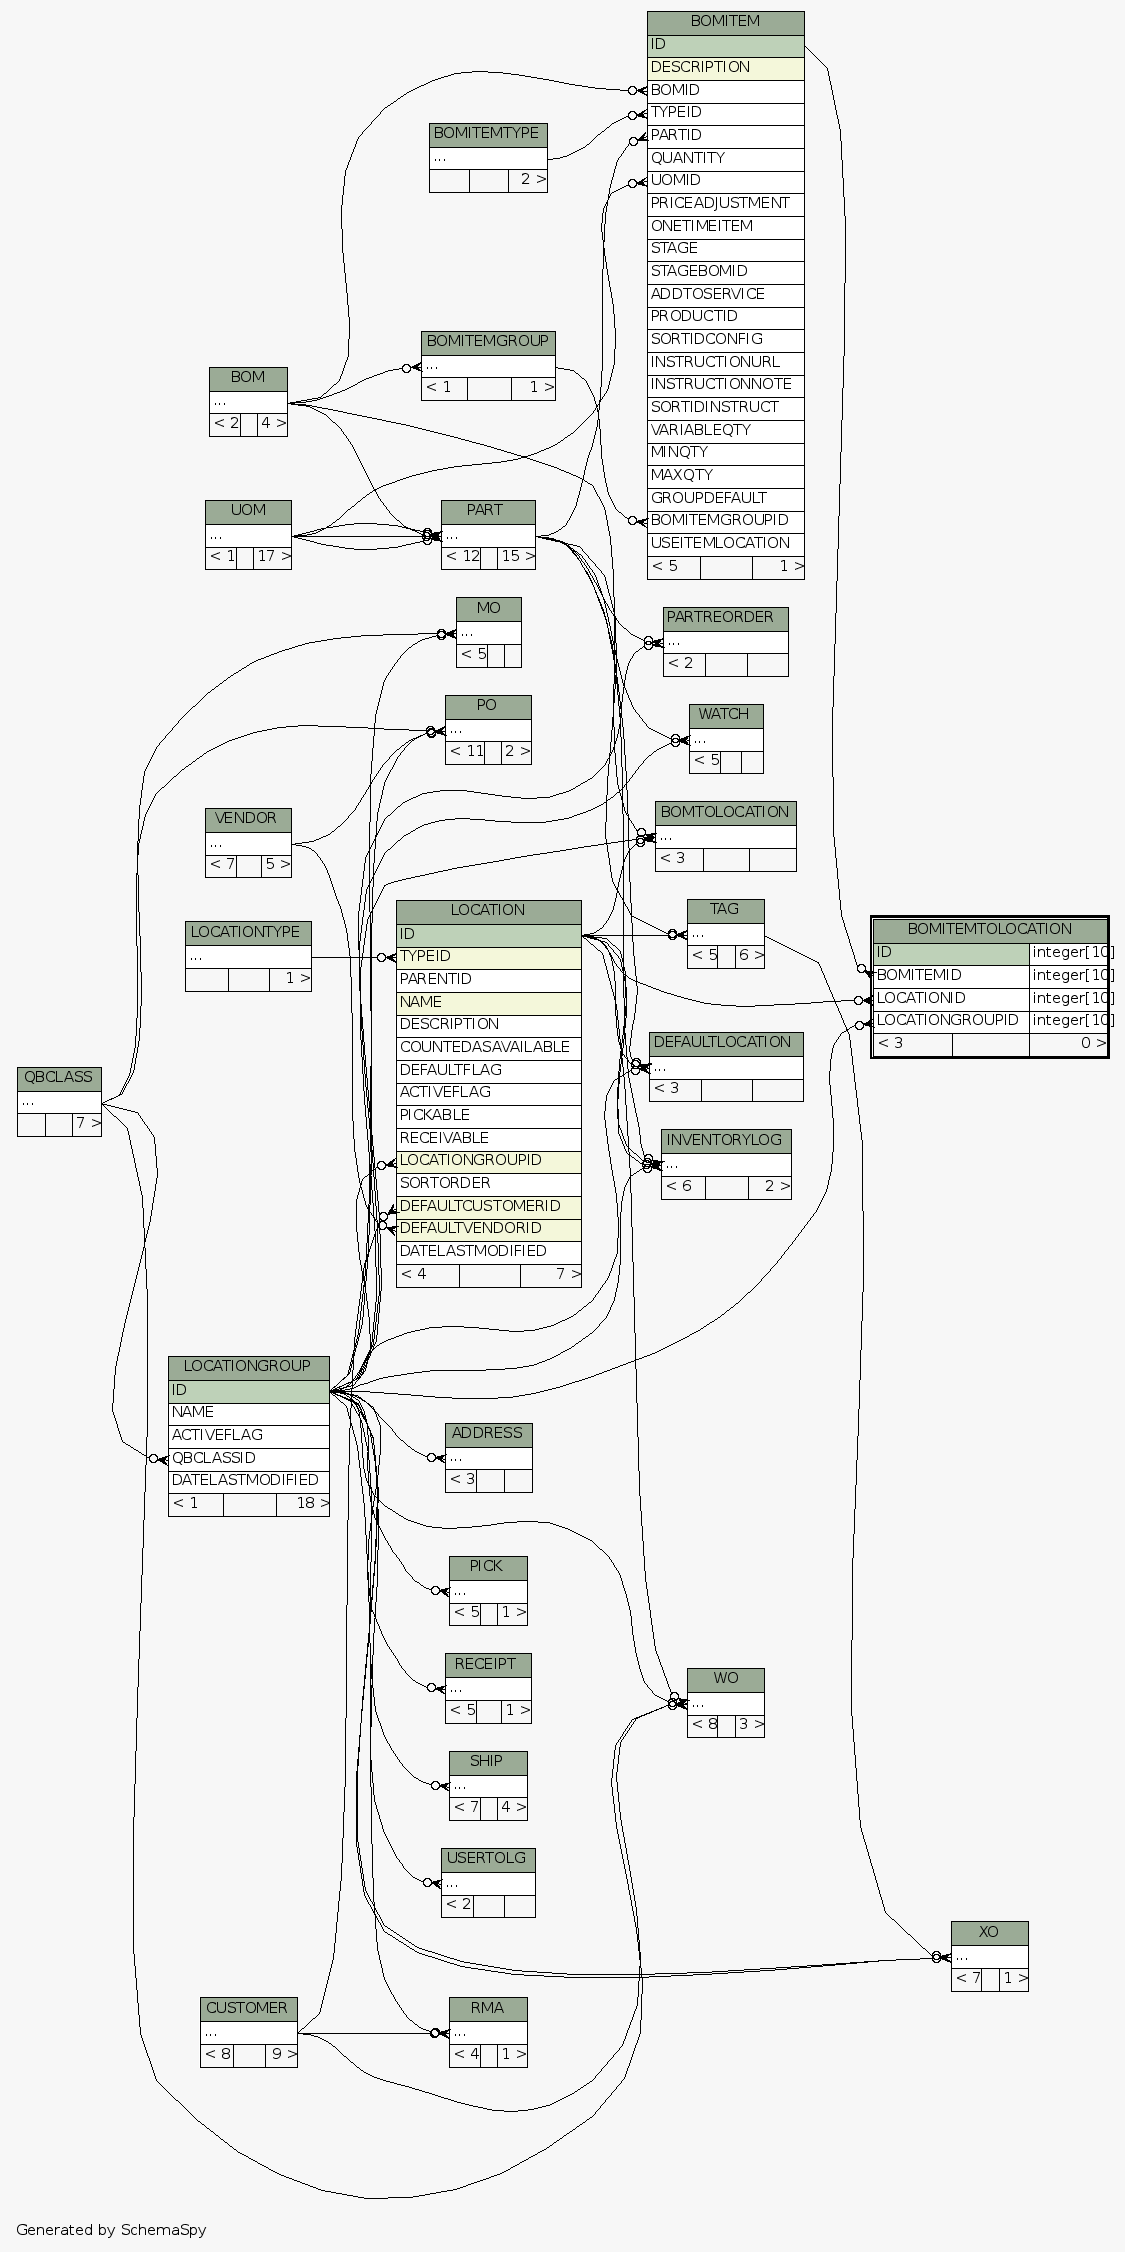 BOMITEM
ID
DESCRIPTION
BOMID
TYPEID
PARTID
QUANTITY
UOMID
PRICEADJUSTMENT
ONETIMEITEM
STAGE
STAGEBOMID
ADDTOSERVICE
PRODUCTID
SORTIDCONFIG
INSTRUCTIONURL
INSTRUCTIONNOTE
SORTIDINSTRUCT
VARIABLEQTY
MINQTY
MAXQTY
GROUPDEFAULT
BOMITEMGROUPID
USEITEMLOCATION
< 5 1 >
BOMITEMTYPE
...
2 >
BOMITEMGROUP
...
< 1 1 >
BOM
...
< 2 4 >
UOM
...
< 1 17 >
PART
...
< 12 15 >
MO
...
< 5
PARTREORDER
...
< 2
PO
...
< 11 2 >
WATCH
...
< 5
VENDOR
...
< 7 5 >
BOMTOLOCATION
...
< 3
LOCATIONTYPE
...
1 >
LOCATION
ID
TYPEID
PARENTID
NAME
DESCRIPTION
COUNTEDASAVAILABLE
DEFAULTFLAG
ACTIVEFLAG
PICKABLE
RECEIVABLE
LOCATIONGROUPID
SORTORDER
DEFAULTCUSTOMERID
DEFAULTVENDORID
DATELASTMODIFIED
< 4 7 >
TAG
...
< 5 6 >
BOMITEMTOLOCATION
ID integer[10]
BOMITEMID integer[10]
LOCATIONID integer[10]
LOCATIONGROUPID integer[10]
< 3 0 >
DEFAULTLOCATION
...
< 3
QBCLASS
...
7 >
INVENTORYLOG
...
< 6 2 >
LOCATIONGROUP
ID
NAME
ACTIVEFLAG
QBCLASSID
DATELASTMODIFIED
< 1 18 >
ADDRESS
...
< 3
PICK
...
< 5 1 >
RECEIPT
...
< 5 1 >
WO
...
< 8 3 >
SHIP
...
< 7 4 >
USERTOLG
...
< 2
XO
...
< 7 1 >
CUSTOMER
...
< 8 9 >
RMA
...
< 4 1 >
Generated by SchemaSpy